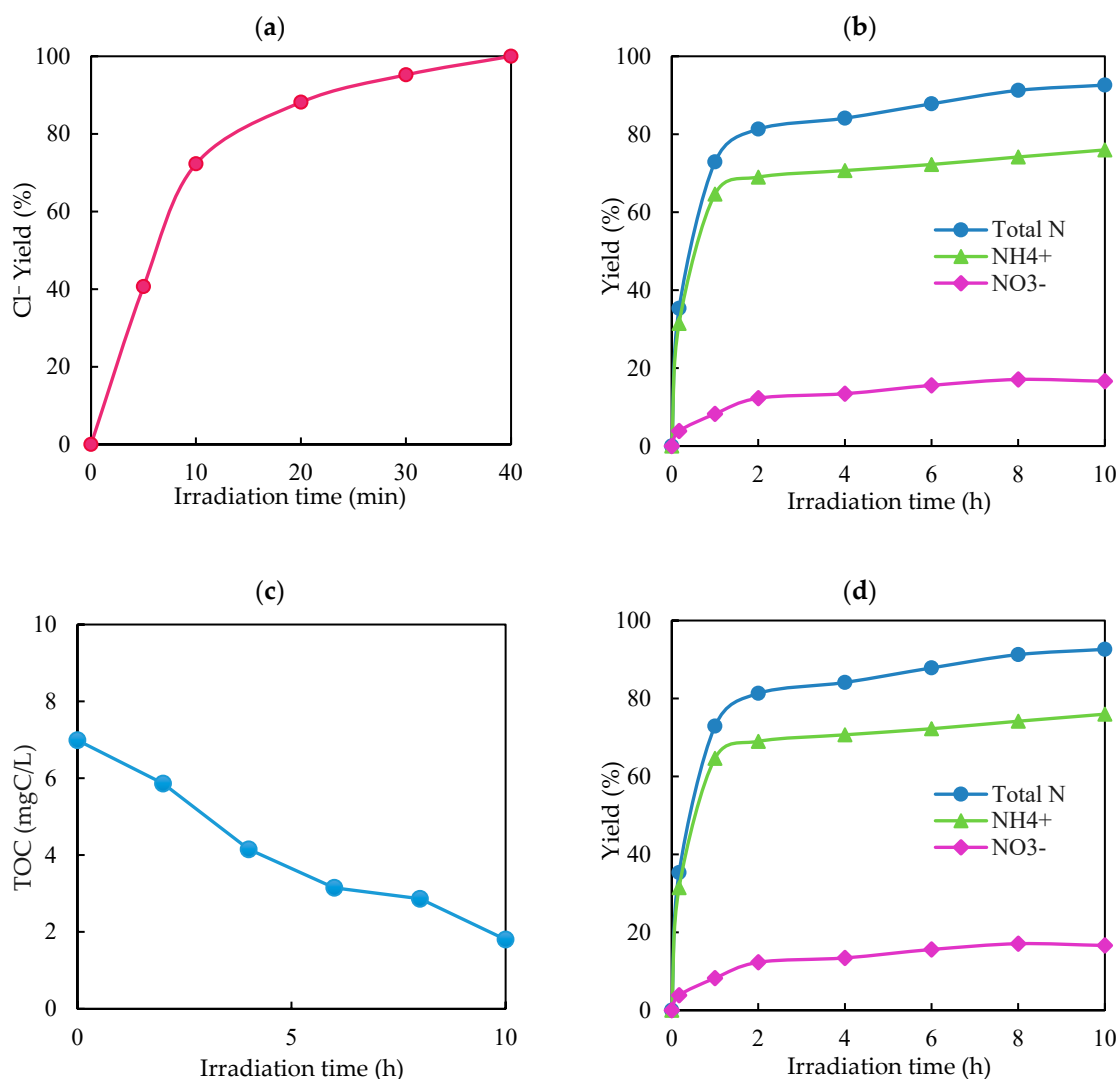 (a)
100
80
60
40
20
0
Cl- Yield (%)
0 10 20 30 40
Irradiation time (min)
(b)
100
80
60
40
20
0
Yield (%)
Total N
NH4+
NO3-
0 2 4 6 8 10
Irradiation time (h)
(c)
10
8
6
4
2
0
TOC (mgC/L)
0 5 10
Irradiation time (h)
(d)
100
80
60
40
20
0
Yield (%)
Total N
NH4+
NO3-
0 2 4 6 8 10
Irradiation time (h)